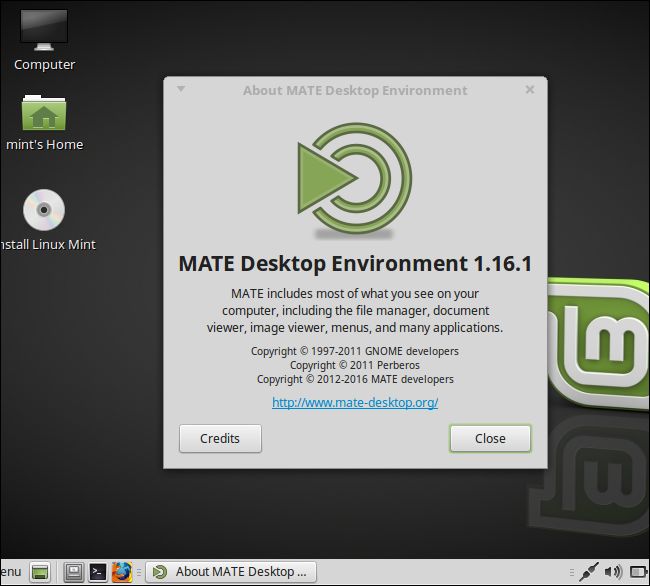 Computer
mint's Home
nstall Linux Mint
About MATE Desktop Environment
MATE Desktop Environment 1.16.1
MATE includes most of what you see on your
computer, including the file manager, document
viewer, image viewer, menus, and many applications.
Copyright © 1997-2011 GNOME developers
Copyright © 2011 Perberos
Copyright © 2012-2016 MATE developers
http://www.mate-desktop.org/
Credits
Close
enu
About MATE Desktop ...